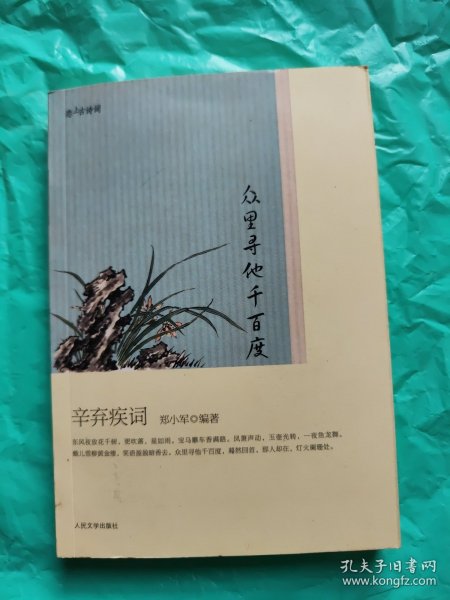 恋上古诗词
众里寻他千百度
辛弃疾词 郑小军◎编著
东风夜放花千树，更吹落，星如雨。宝马雕车香满路，凤箫声动，玉壶光转，一夜鱼龙舞。
蛾儿雪柳黄金缕，笑语盈盈暗香去，众里寻他千百度，蓦然回首，那人却在，灯火阑珊处。
人民文学出版社
孔夫子旧书网
www.kongfz.com